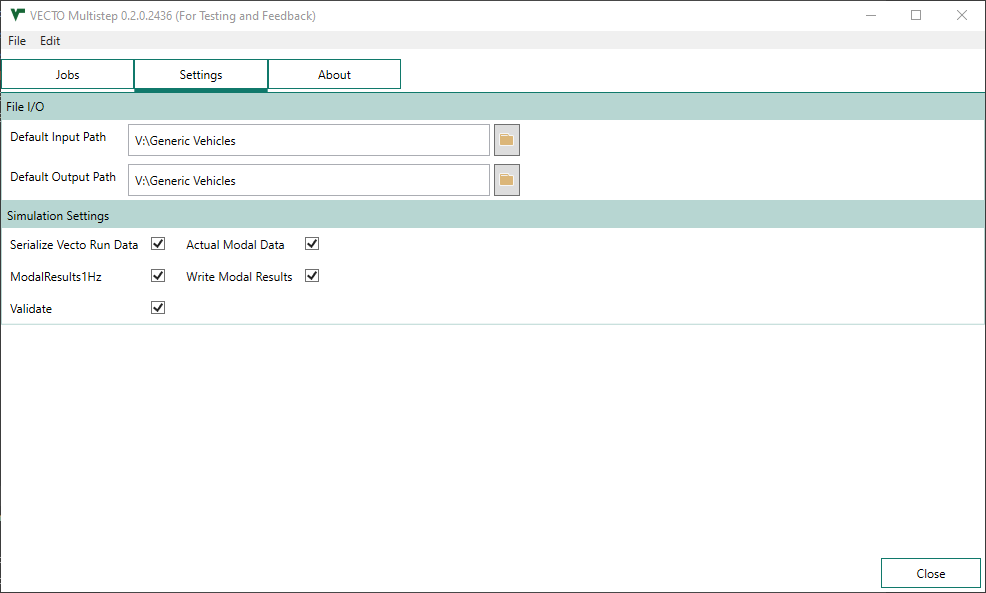 VECTO Multistep 0.2.0.2436 (For Testing and Feedback)
File Edit
Jobs Settings About
File I/O
Default Input Path V:\Generic Vehicles
Default Output Path V:\Generic Vehicles
Simulation Settings
Serialize Vecto Run Data Actual Modal Data
ModalResults1Hz Write Modal Results
Validate
Close